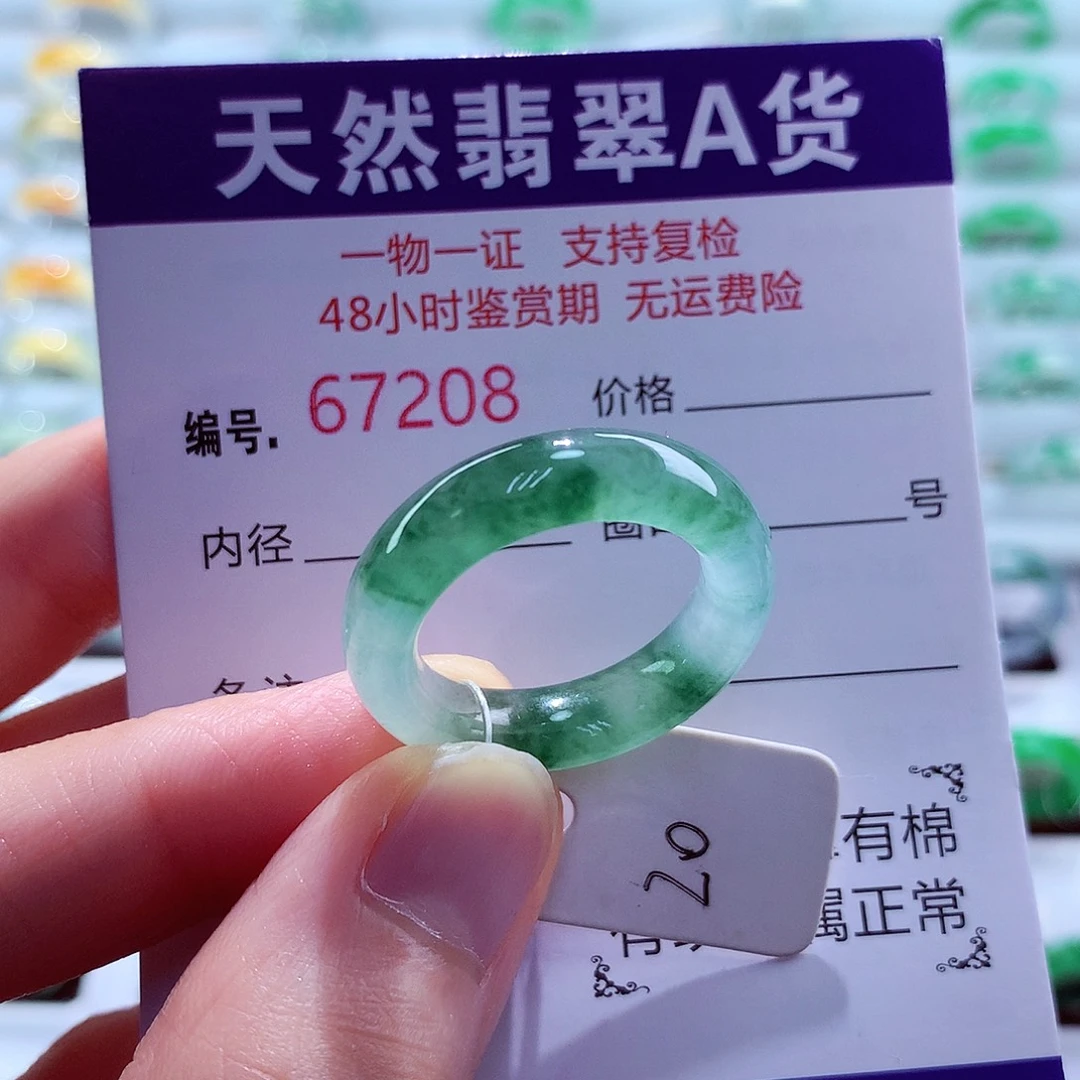 天然翡翠A货
一物一证 支持复检
48小时鉴赏期 无运费险
编号. 67208 价格
内径 圈 号
20
有棉
属正常